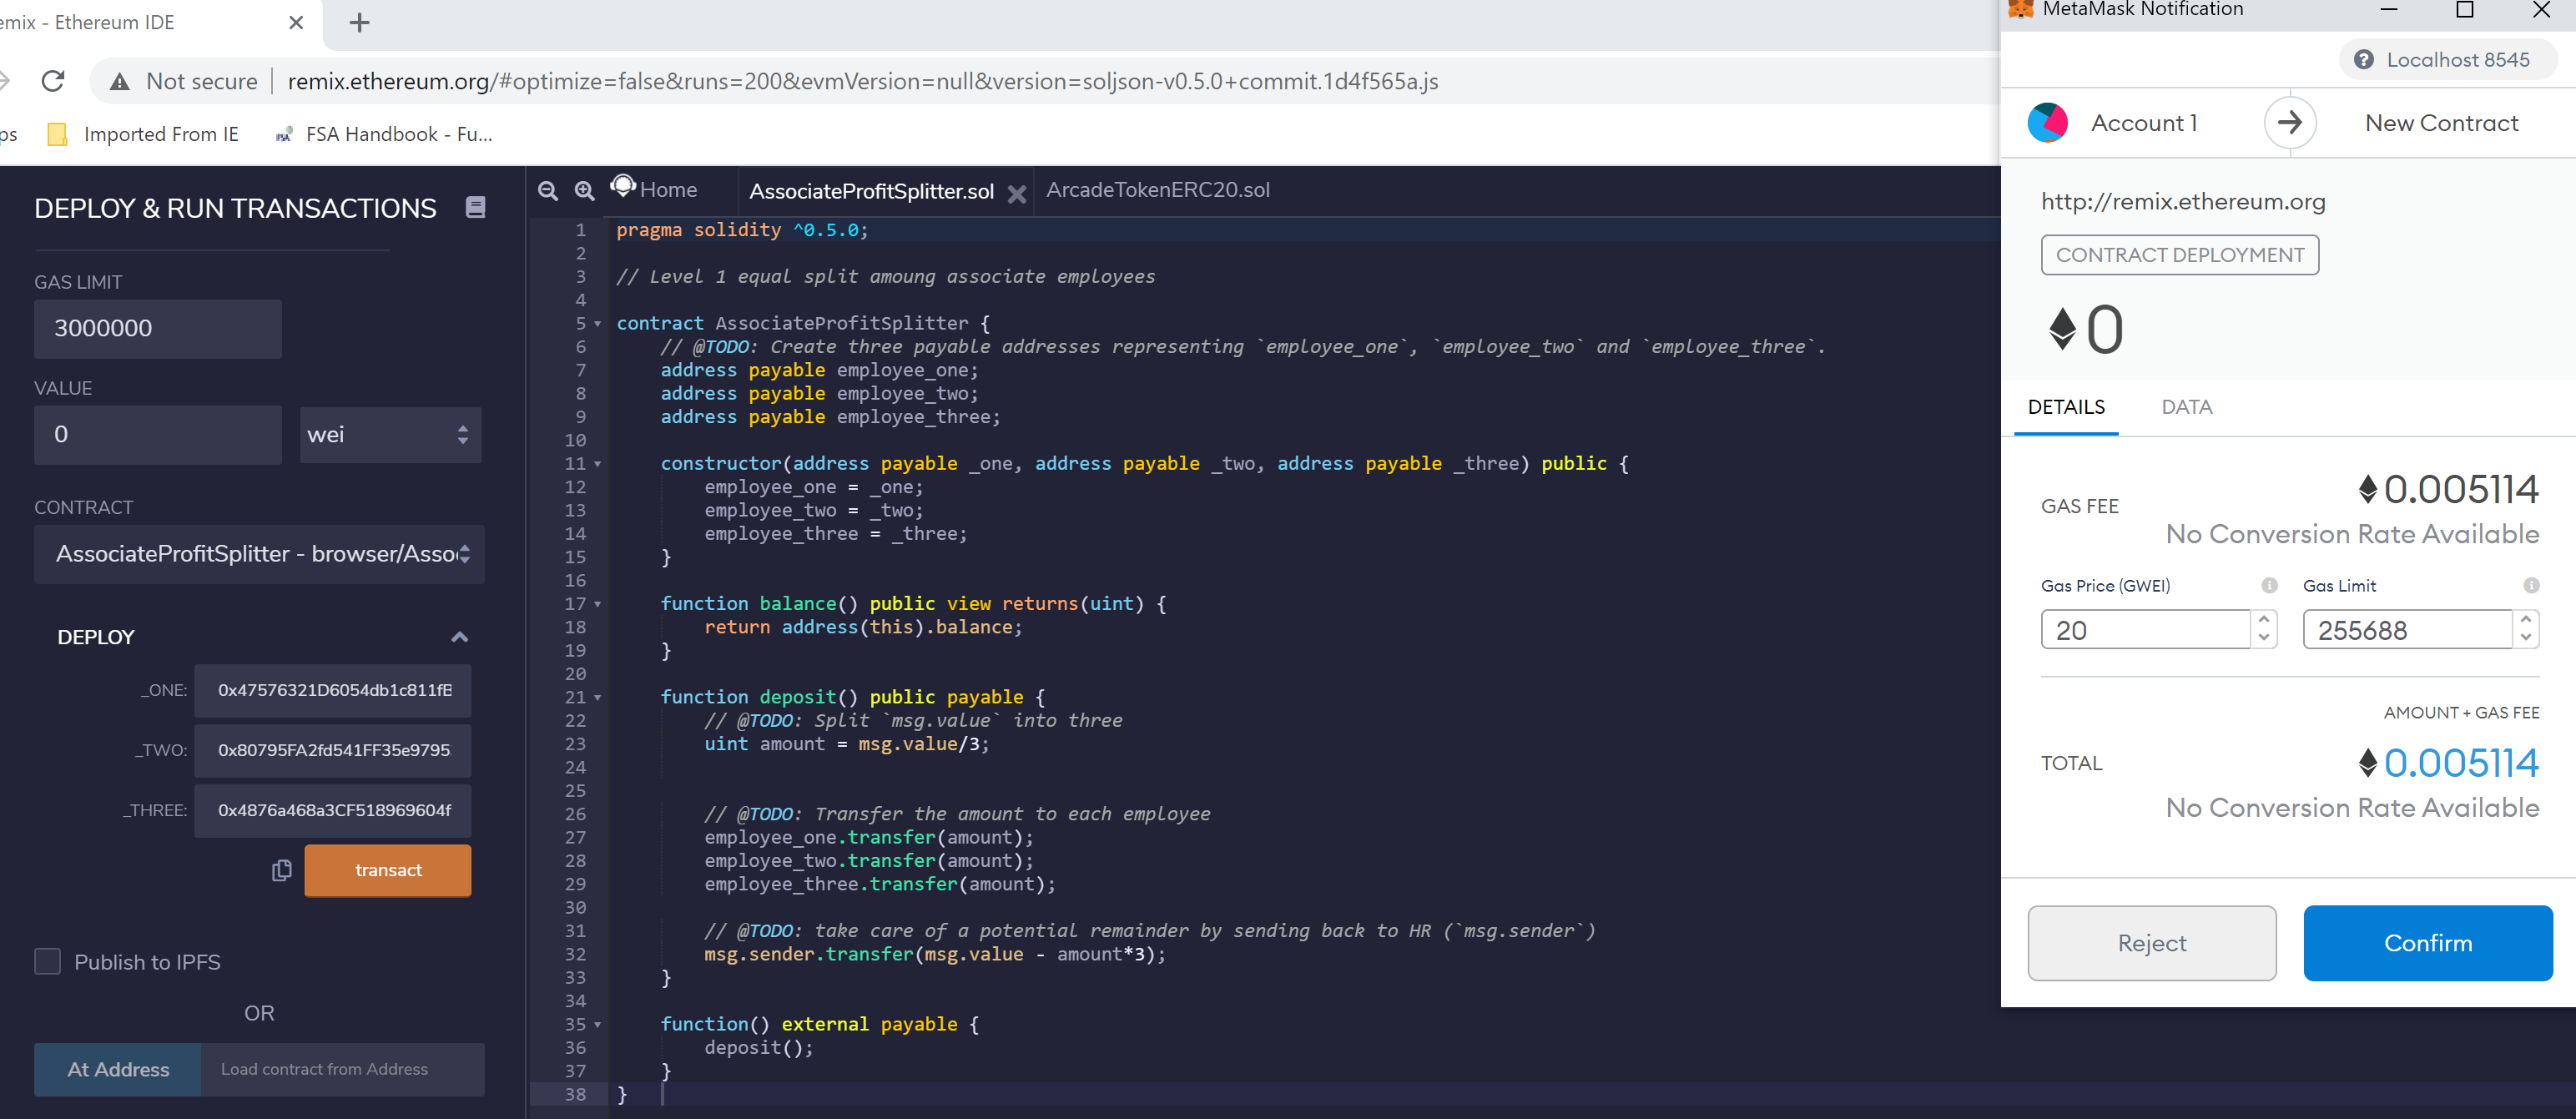 emix - Ethereum IDE
Not secure | remix.ethereum.org/#optimize=false&runs=200&evmVersion=null&version=soljson-v0.5.0+commit.1d4f565a.js
ps
Imported From IE
FSA Handbook - Fu...
DEPLOY & RUN TRANSACTIONS
GAS LIMIT
3000000
VALUE
0
wei
CONTRACT
AssociateProfitSplitter - browser/Asso
DEPLOY
_ONE: 0x47576321D6054db1c811fE
_TWO: 0x80795FA2fd541FF35e9795
_THREE: 0x4876a468a3CF518969604f
transact
Publish to IPFS
OR
At Address
Load contract from Address
Home
AssociateProfitSplitter.sol
ArcadeTokenERC20.sol
1 pragma solidity ^0.5.0;
2
3 // Level 1 equal split amoung associate employees
4
5 contract AssociateProfitSplitter {
6 // @TODO: Create three payable addresses representing `employee_one`, `employee_two` and `employee_three`.
7 address payable employee_one;
8 address payable employee_two;
9 address payable employee_three;
10
11 constructor(address payable _one, address payable _two, address payable _three) public {
12 employee_one = _one;
13 employee_two = _two;
14 employee_three = _three;
15 }
16
17 function balance() public view returns(uint) {
18 return address(this).balance;
19 }
20
21 function deposit() public payable {
22 // @TODO: Split `msg.value` into three
23 uint amount = msg.value/3;
24
25
26 // @TODO: Transfer the amount to each employee
27 employee_one.transfer(amount);
28 employee_two.transfer(amount);
29 employee_three.transfer(amount);
30
31 // @TODO: take care of a potential remainder by sending back to HR (`msg.sender`)
32 msg.sender.transfer(msg.value - amount*3);
33 }
34
35 function() external payable {
36 deposit();
37 }
38 }
MetaMask Notification
Localhost 8545
Account 1
New Contract
http://remix.ethereum.org
CONTRACT DEPLOYMENT
0
DETAILS
DATA
GAS FEE
0.005114
No Conversion Rate Available
Gas Price (GWEI)
Gas Limit
20
255688
AMOUNT + GAS FEE
TOTAL
0.005114
No Conversion Rate Available
Reject
Confirm